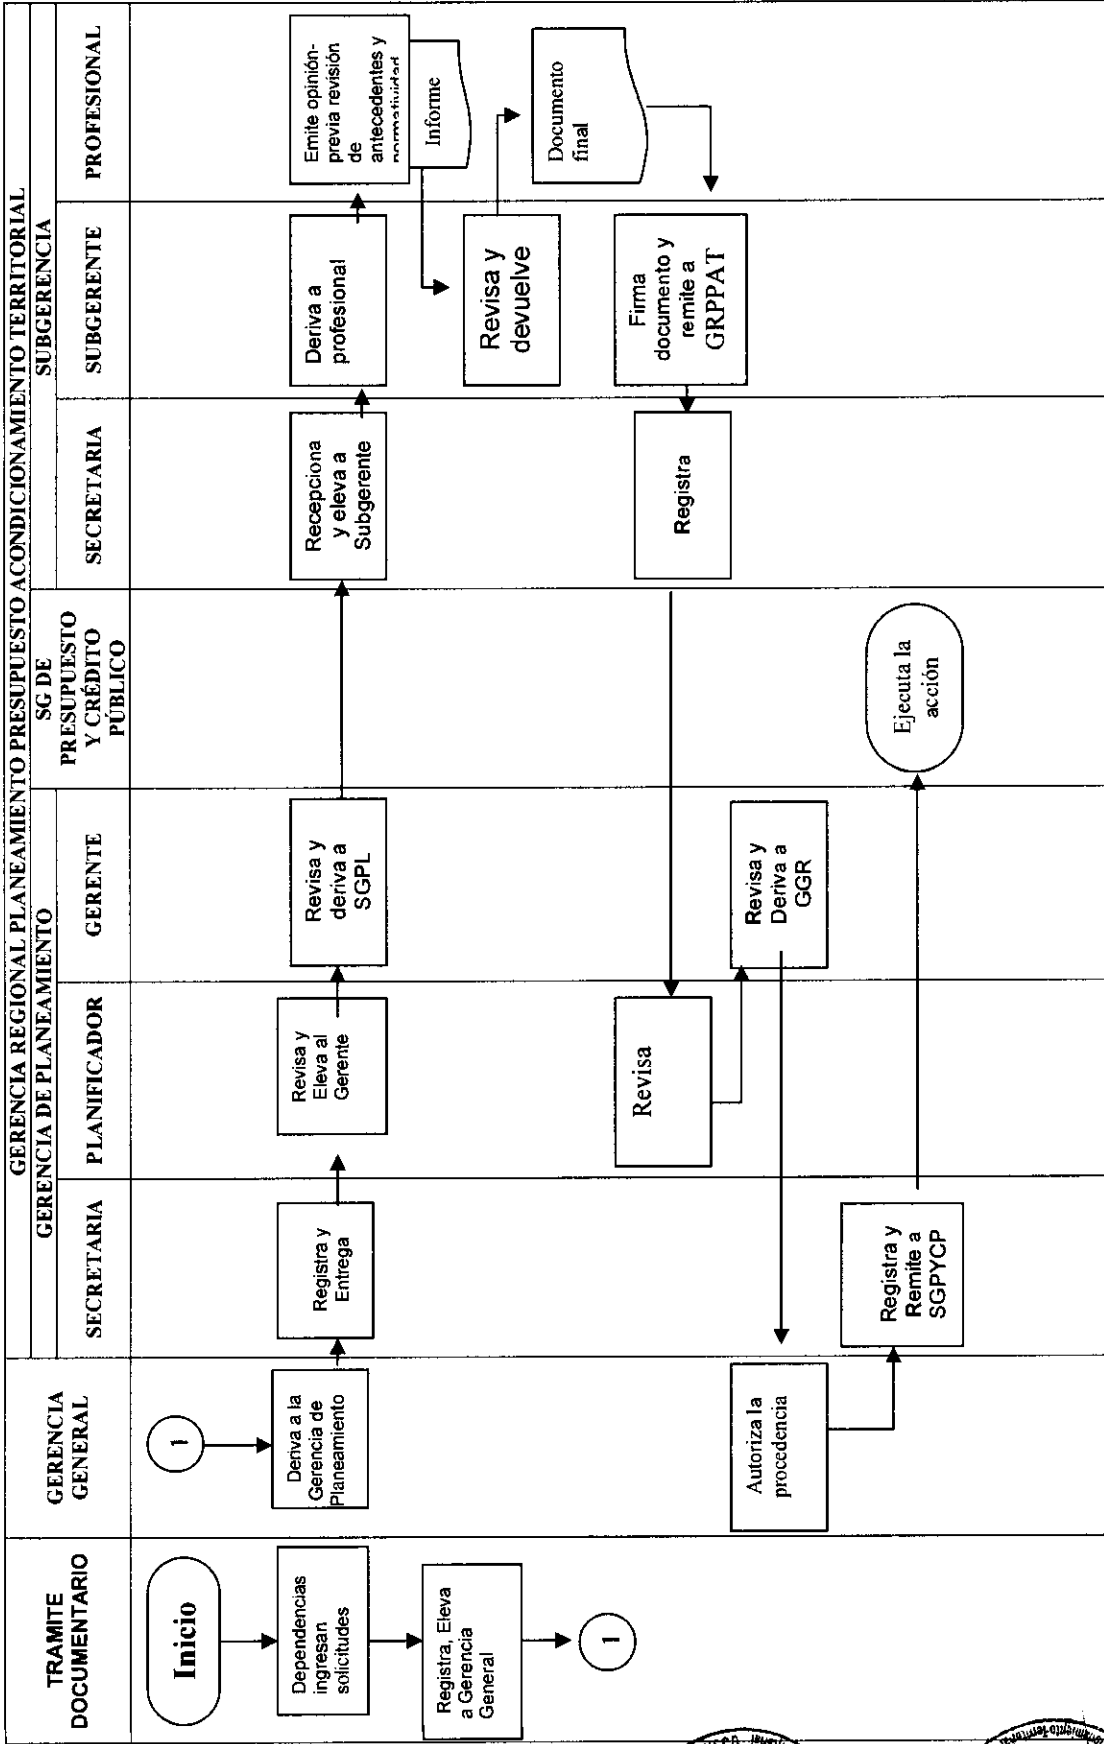 GERENCIA REGIONAL PLANEAMIENTO PRESUPUESTO ACONDICIONAMIENTO TERRITORIAL
TRAMITE
DOCUMENTARIO
GERENCIA
GENERAL
GERENCIA DE PLANEAMIENTO
SECRETARIA
PLANIFICADOR
GERENTE
SG DE
PRESUPUESTO
Y CRÉDITO
PÚBLICO
SUBGERENCIA
SECRETARIA
SUBGERENTE
PROFESIONAL
Inicio
Dependencias
ingresan
solicitudes
Registra, Eleva
a Gerencia
General
1
1
Deriva a la
Gerencia de
Planeamiento
Registra y
Entrega
Revisa y
Eleva al
Gerente
Revisa y
deriva a
SGPL
Recepciona
y eleva a
Subgerente
Deriva a
profesional
Emite opinión-
previa revisión
de
antecedentes y
normatividad
Informe
Revisa y
devuelve
Documento
final
Firma
documento y
remite a
GRPPAT
Registra
Revisa
Revisa y
Deriva a
GGR
Autoriza la
procedencia
Registra y
Remite a
SGPYCP
Ejecuta la
acción